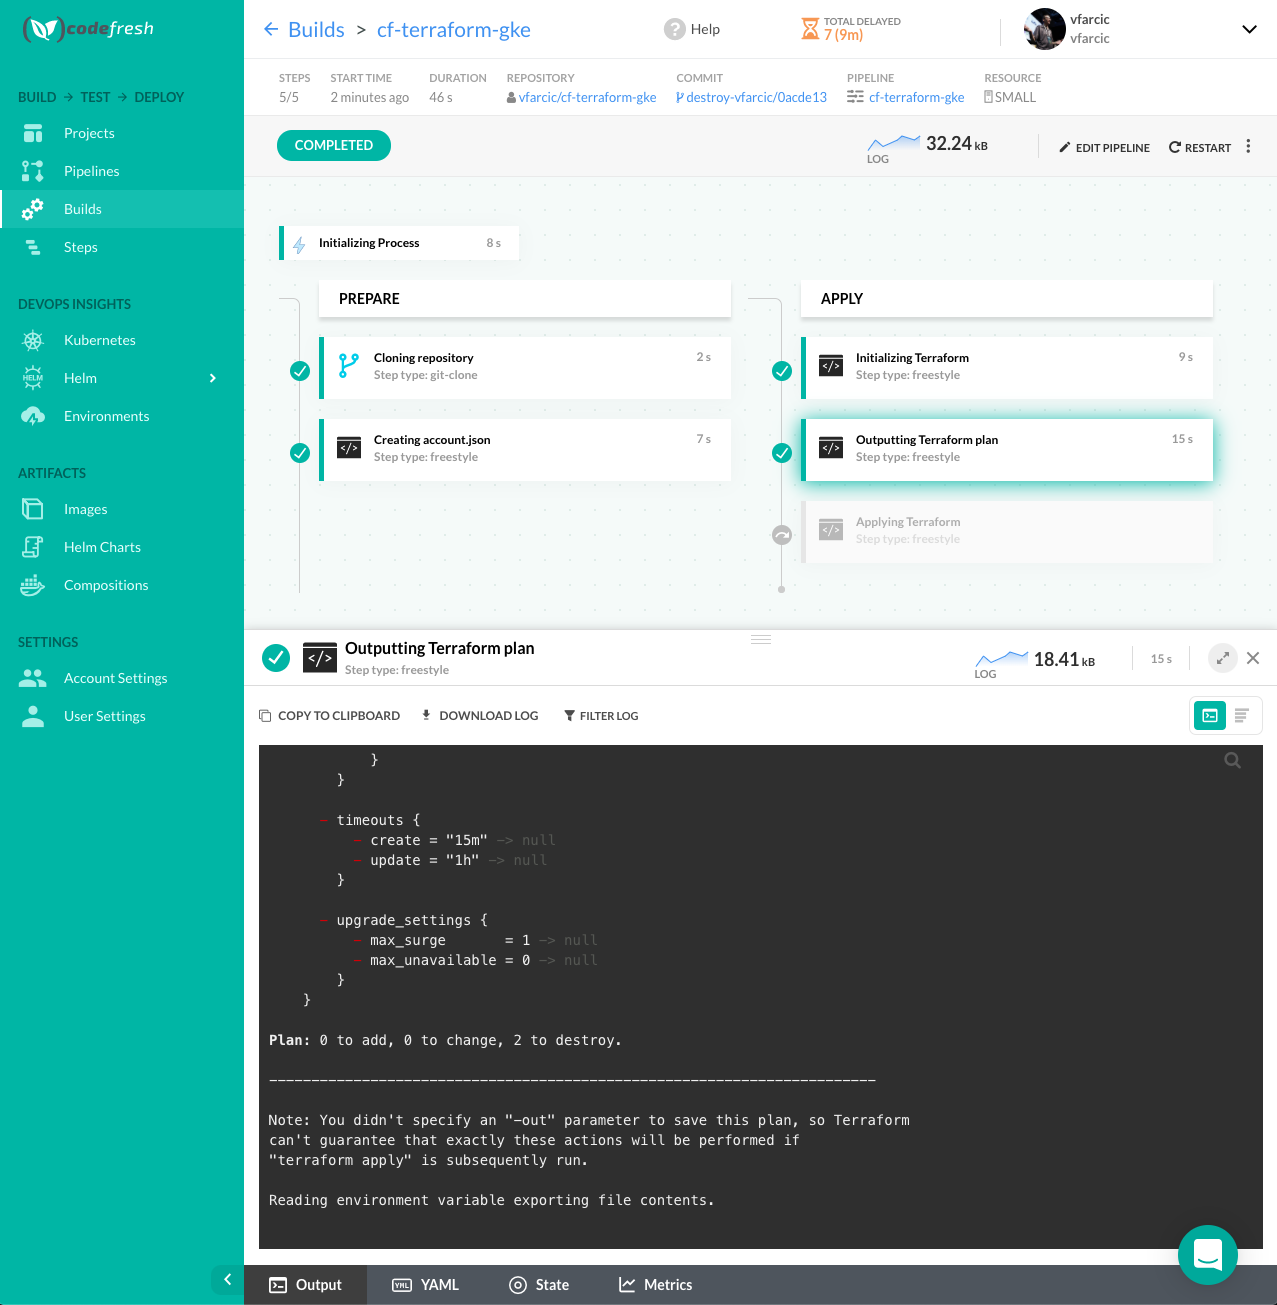 codefresh
BUILD → TEST → DEPLOY
Projects
Pipelines
Builds
Steps
DEVOPS INSIGHTS
Kubernetes
HELM
Helm
Environments
ARTIFACTS
Images
Helm Charts
Compositions
SETTINGS
Account Settings
User Settings
← Builds > cf-terraform-gke
? Help
TOTAL DELAYED
7 (9m)
vfarcic
vfarcic
STEPS START TIME DURATION REPOSITORY COMMIT PIPELINE RESOURCE
5/5 2 minutes ago 46 s vfarcic/cf-terraform-gke destroy-vfarcic/0acde13 cf-terraform-gke SMALL
COMPLETED
LOG
32.24 kB
EDIT PIPELINE
RESTART
Initializing Process 8 s
PREPARE
Cloning repository 2 s
Step type: git-clone
</> Creating account.json 7 s
Step type: freestyle
APPLY
</> Initializing Terraform 9 s
Step type: freestyle
</> Outputting Terraform plan 15 s
Step type: freestyle
</> Applying Terraform
Step type: freestyle
</> Outputting Terraform plan
Step type: freestyle
LOG
18.41 kB
15 s
COPY TO CLIPBOARD DOWNLOAD LOG FILTER LOG
}
}
- timeouts {
- create = "15m" -> null
- update = "1h" -> null
}
- upgrade_settings {
- max_surge       = 1 -> null
- max_unavailable = 0 -> null
}
}
Plan: 0 to add, 0 to change, 2 to destroy.
------------------------------------------------------------------------
Note: You didn't specify an "-out" parameter to save this plan, so Terraform
can't guarantee that exactly these actions will be performed if
"terraform apply" is subsequently run.
Reading environment variable exporting file contents.
Output YML YAML State Metrics